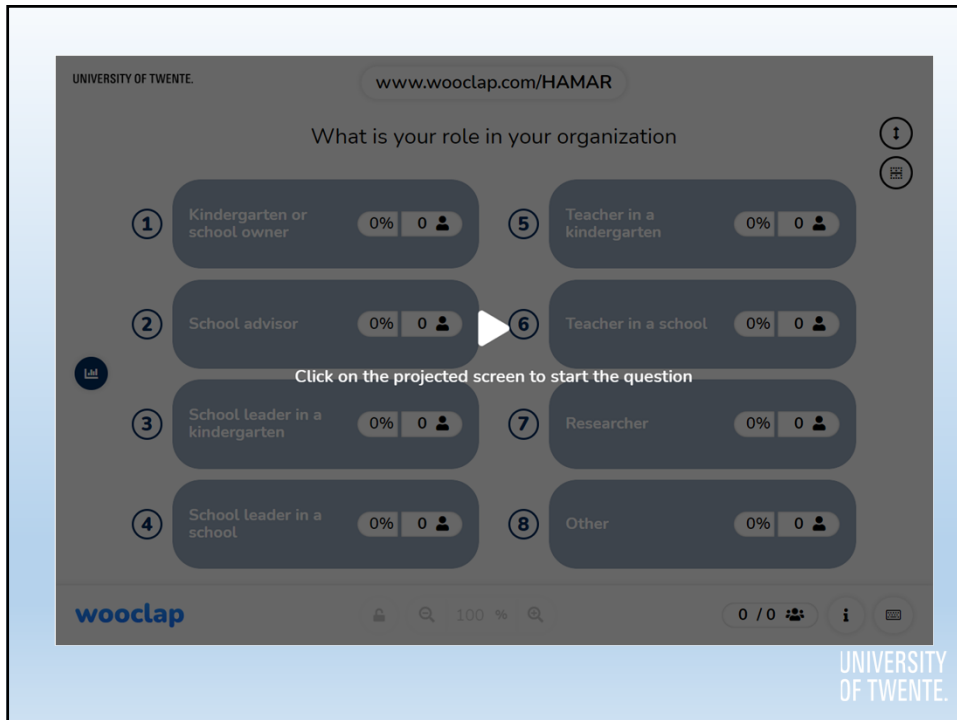 UNIVERSITY OF TWENTE.
www.wooclap.com/HAMAR
What is your role in your organization
1
Kindergarten or
school owner
0% 0
2
School advisor
0% 0
3
School leader in a
kindergarten
0% 0
4
School leader in a
school
0% 0
5
Teacher in a
kindergarten
0% 0
6
Teacher in a school
0% 0
7
Researcher
0% 0
8
Other
0% 0
Click on the projected screen to start the question
wooclap
100 %
0 / 0
i
UNIVERSITY
OF TWENTE.